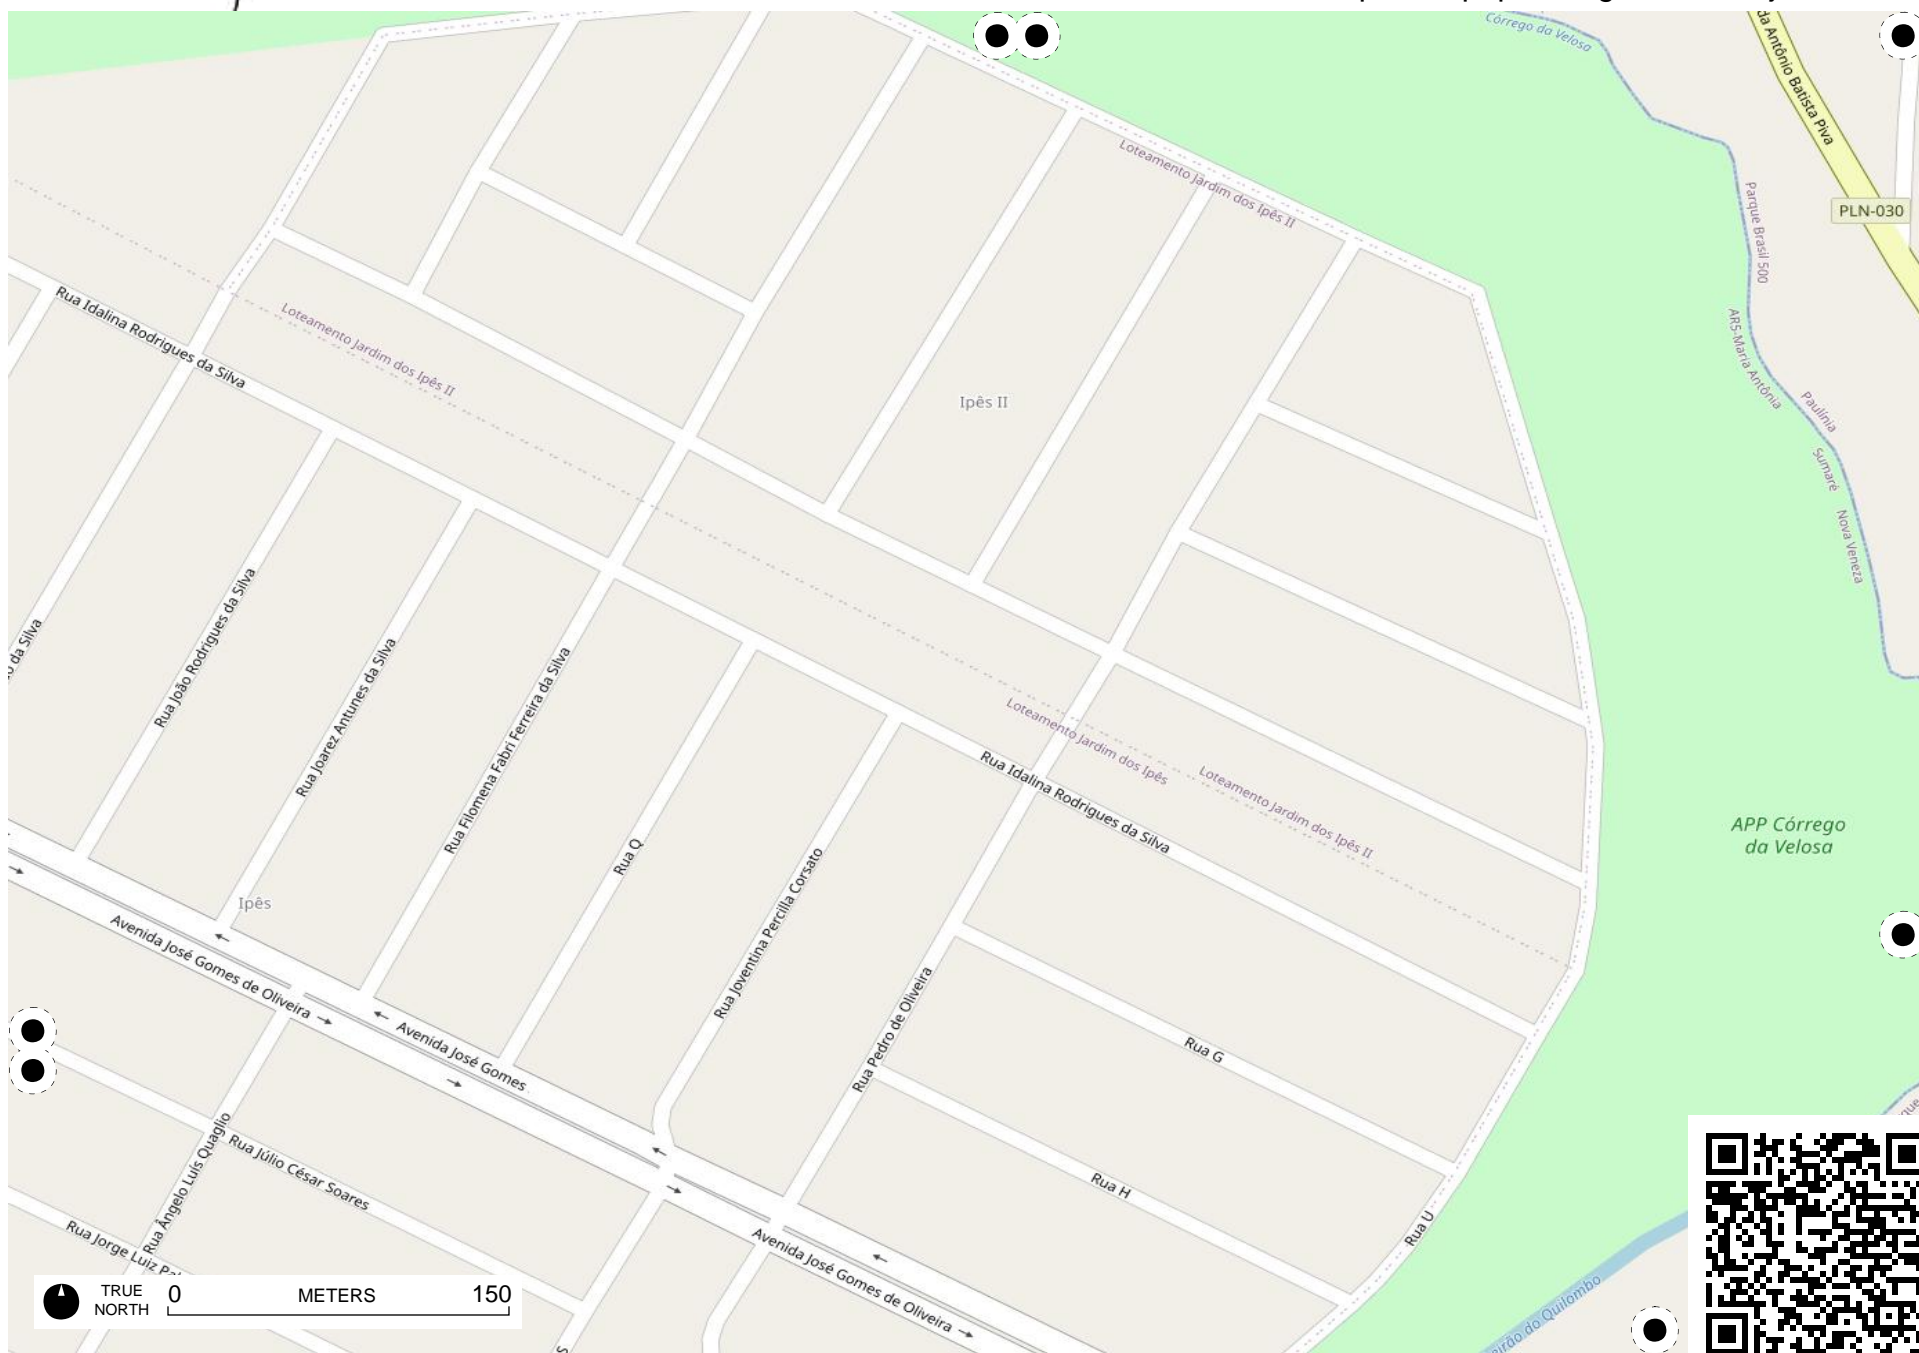 Córrego da Velosa
da Antônio Batista Piva
Loteamento Jardim dos Ipês II
Parque Brasil 500
PLN-030
Rua Idalina Rodrigues da Silva
Loteamento Jardim dos Ipês II
AR5-Maria Antônia
Paulínia
Ipês II
Sumaré
Nova Veneza
da Silva
Rua João Rodrigues da Silva
Rua Joarez Antunes da Silva
Rua Filomena Fabri Ferreira da Silva
Loteamento Jardim dos Ipês
Rua Idalina Rodrigues da Silva
Loteamento Jardim dos Ipês II
Rua Q
Rua Joventina Percilla Corsato
APP Córrego
da Velosa
Ipês
Avenida José Gomes de Oliveira
Rua Pedro de Oliveira
Avenida José Gomes
Rua G
Rua Ângelo Luís Quaglio
Rua Júlio César Soares
Rua H
Rua U
Rua Jorge Luiz
Avenida José Gomes de Oliveira
do Quilombo
TRUE
NORTH
0 METERS 150